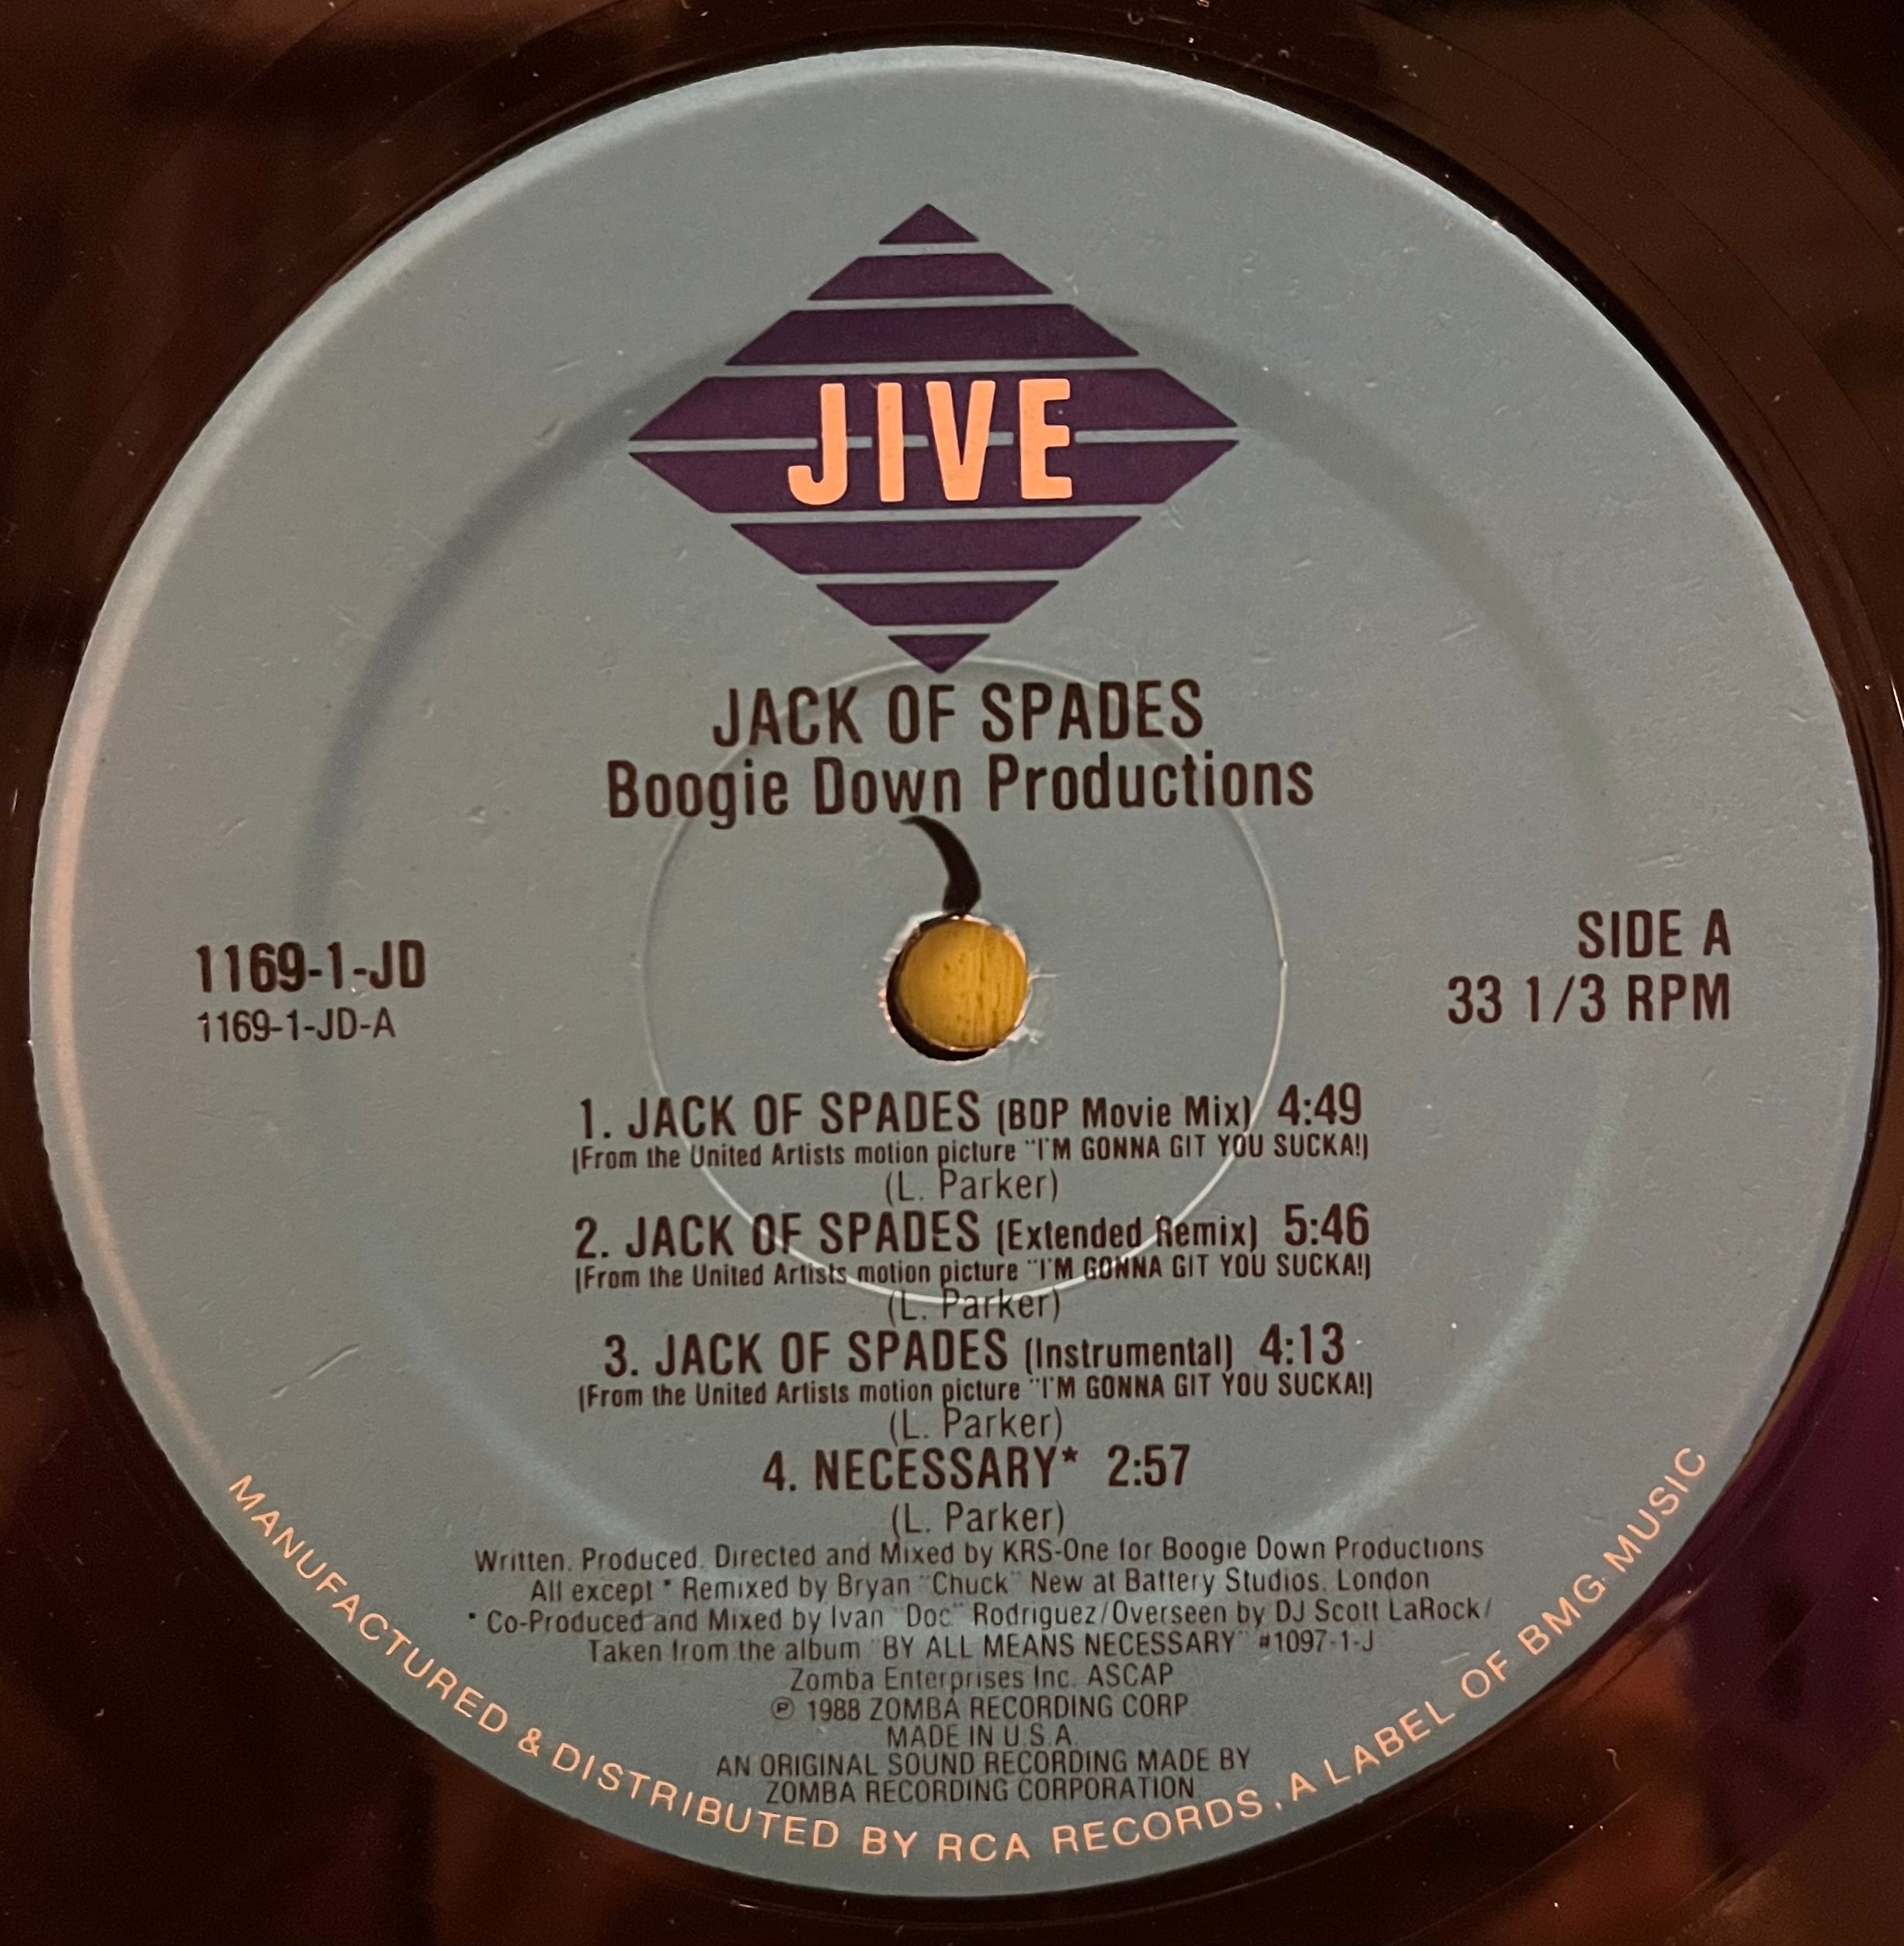 JIVE
JACK OF SPADES
Boogie Down Productions
1169-1-JD
1169-1-JD-A
SIDE A
33 1/3 RPM
1. JACK OF SPADES (BDP Movie Mix) 4:49
(From the United Artists motion picture "I'M GONNA GIT YOU SUCKA!)
(L. Parker)
2. JACK OF SPADES (Extended Remix) 5:46
(From the United Artists motion picture "I'M GONNA GIT YOU SUCKA!)
(L. Parker)
3. JACK OF SPADES (Instrumental) 4:13
(From the United Artists motion picture "I'M GONNA GIT YOU SUCKA!)
(L. Parker)
4. NECESSARY* 2:57
(L. Parker)
Written, Produced, Directed and Mixed by KRS-One for Boogie Down Productions
All except * Remixed by Bryan "Chuck" New at Battery Studios, London
* Co-Produced and Mixed by Ivan "Doc" Rodriguez/Overseen by DJ Scott LaRock/
Taken from the album "BY ALL MEANS NECESSARY" #1097-1-J
Zomba Enterprises Inc. ASCAP
℗ 1988 ZOMBA RECORDING CORP.
MADE IN U.S.A.
AN ORIGINAL SOUND RECORDING MADE BY
ZOMBA RECORDING CORPORATION
MANUFACTURED & DISTRIBUTED BY RCA RECORDS, A LABEL OF BMG MUSIC